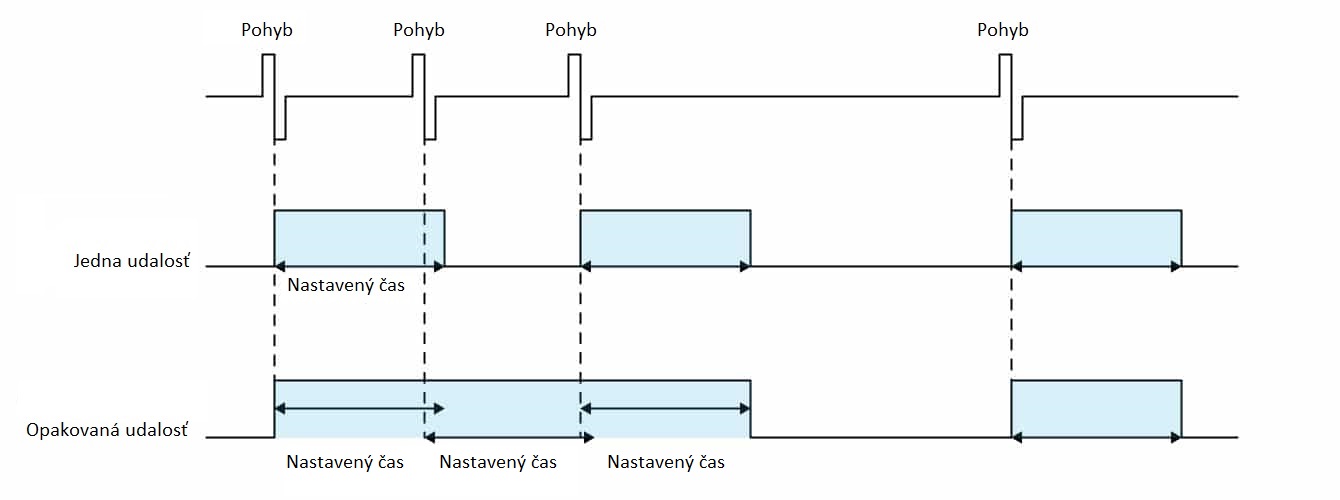 Pohyb Pohyb Pohyb Pohyb
Jedna udalosť
Nastavený čas
Opakovaná udalosť
Nastavený čas Nastavený čas Nastavený čas